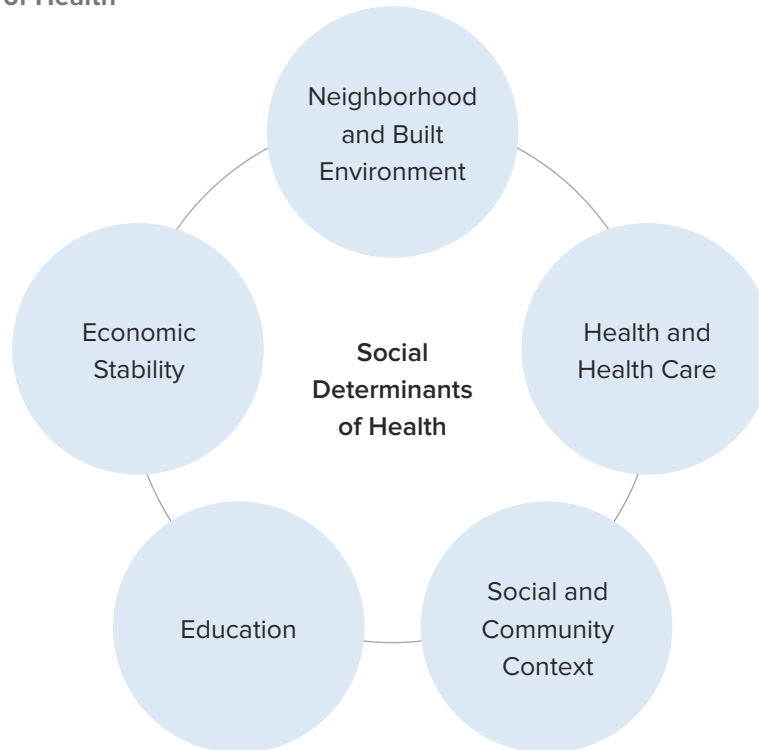 of Health
Neighborhood
and Built
Environment
Economic
Stability
Social
Determinants
of Health
Health and
Health Care
Education
Social and
Community
Context